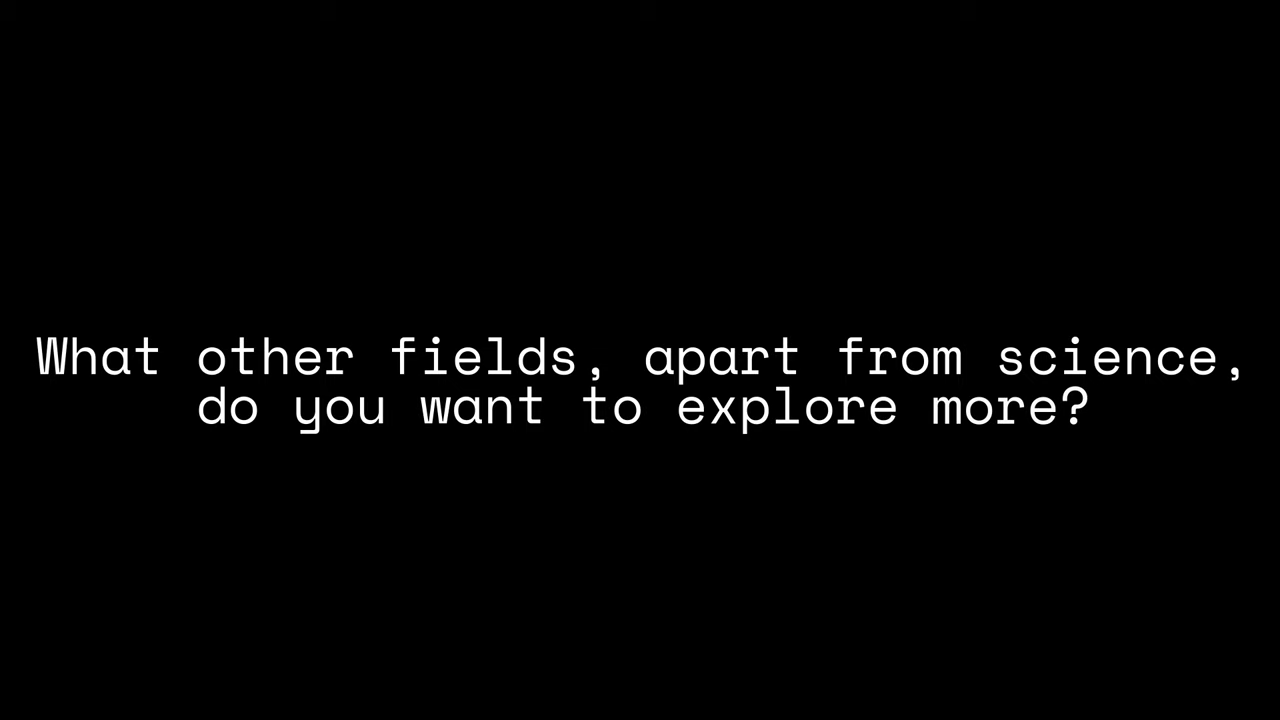 What other fields, apart from science,
do you want to explore more?